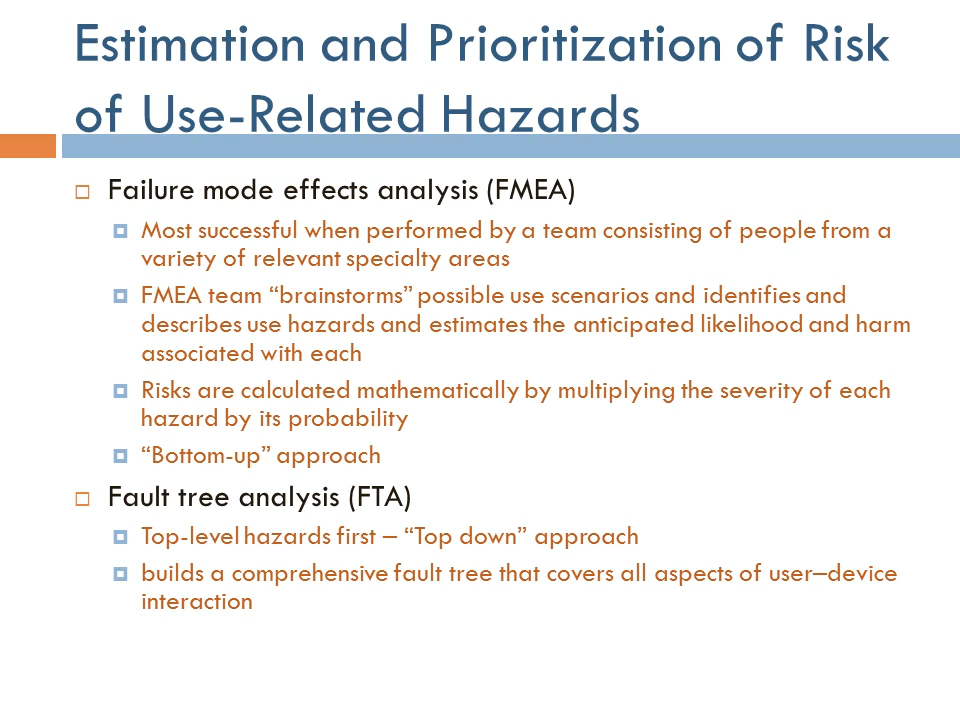 Estimation and Prioritization of Risk
of Use-Related Hazards
Failure mode effects analysis (FMEA)
Most successful when performed by a team consisting of people from a
variety of relevant specialty areas
FMEA team “brainstorms” possible use scenarios and identifies and
describes use hazards and estimates the anticipated likelihood and harm
associated with each
Risks are calculated mathematically by multiplying the severity of each
hazard by its probability
“Bottom-up” approach
Fault tree analysis (FTA)
Top-level hazards first – “Top down” approach
builds a comprehensive fault tree that covers all aspects of user–device
interaction